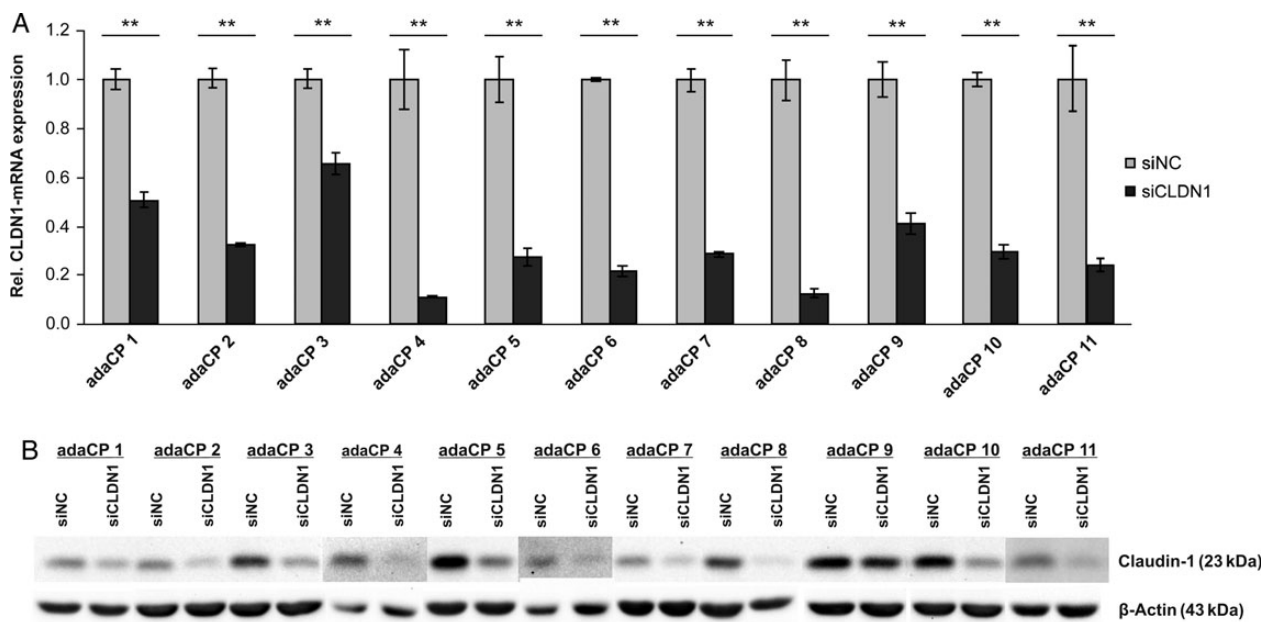 A
** ** ** ** ** ** ** ** ** ** **
Rel. CLDN1-mRNA expression
1.2
1.0
0.8
0.6
0.4
0.2
0.0
siNC
siCLDN1
adaCP 1 adaCP 2 adaCP 3 adaCP 4 adaCP 5 adaCP 6 adaCP 7 adaCP 8 adaCP 9 adaCP 10 adaCP 11
B
adaCP 1 adaCP 2 adaCP 3 adaCP 4 adaCP 5 adaCP 6 adaCP 7 adaCP 8 adaCP 9 adaCP 10 adaCP 11
siNC siCLDN1 siNC siCLDN1 siNC siCLDN1 siNC siCLDN1 siNC siCLDN1 siNC siCLDN1 siNC siCLDN1 siNC siCLDN1 siNC siCLDN1 siNC siCLDN1 siNC siCLDN1
Claudin-1 (23 kDa)
β-Actin (43 kDa)